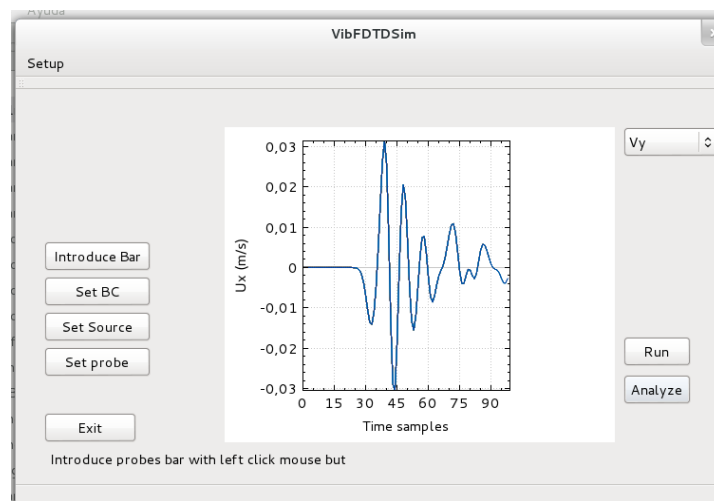 Ayuda
VibFDTDSim
Setup
Vy
Introduce Bar
Set BC
Set Source
Set probe
Exit
Ux (m/s)
0,03
0,02
0,01
0
-0,01
-0,02
-0,03
0 15 30 45 60 75 90
Time samples
Run
Analyze
Introduce probes bar with left click mouse but